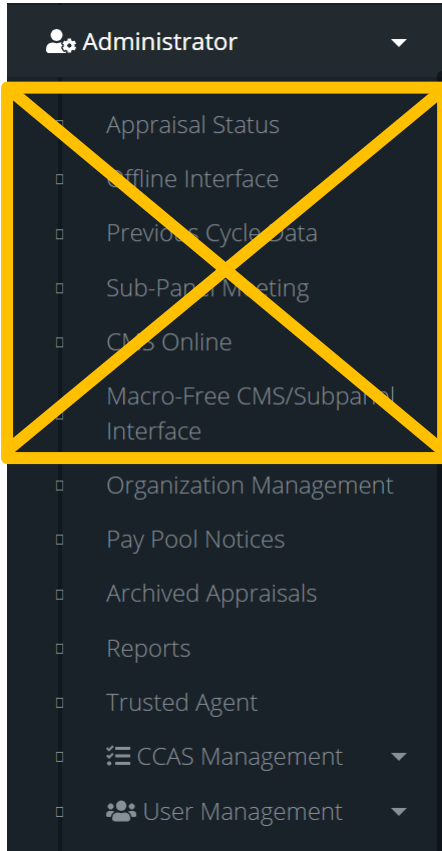 Administrator
Appraisal Status
Offline Interface
Previous Cycle Data
Sub-Panel Meeting
CMS Online
Macro-Free CMS/Subpanel
Interface
Organization Management
Pay Pool Notices
Archived Appraisals
Reports
Trusted Agent
CCAS Management
User Management